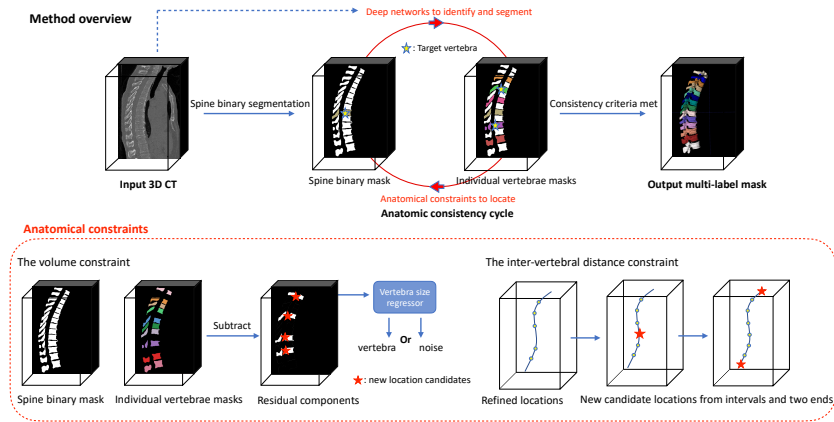 Method overview
Deep networks to identify and segment
: Target vertebra
Spine binary segmentation
Consistency criteria met
Input 3D CT
Spine binary mask
Individual vertebrae masks
Output multi-label mask
Anatomical constraints to locate
Anatomic consistency cycle
Anatomical constraints
The volume constraint
The inter-vertebral distance constraint
Subtract
Vertebra size
regressor
Or
vertebra
noise
: new location candidates
Spine binary mask
Individual vertebrae masks
Residual components
Refined locations
New candidate locations from intervals and two ends